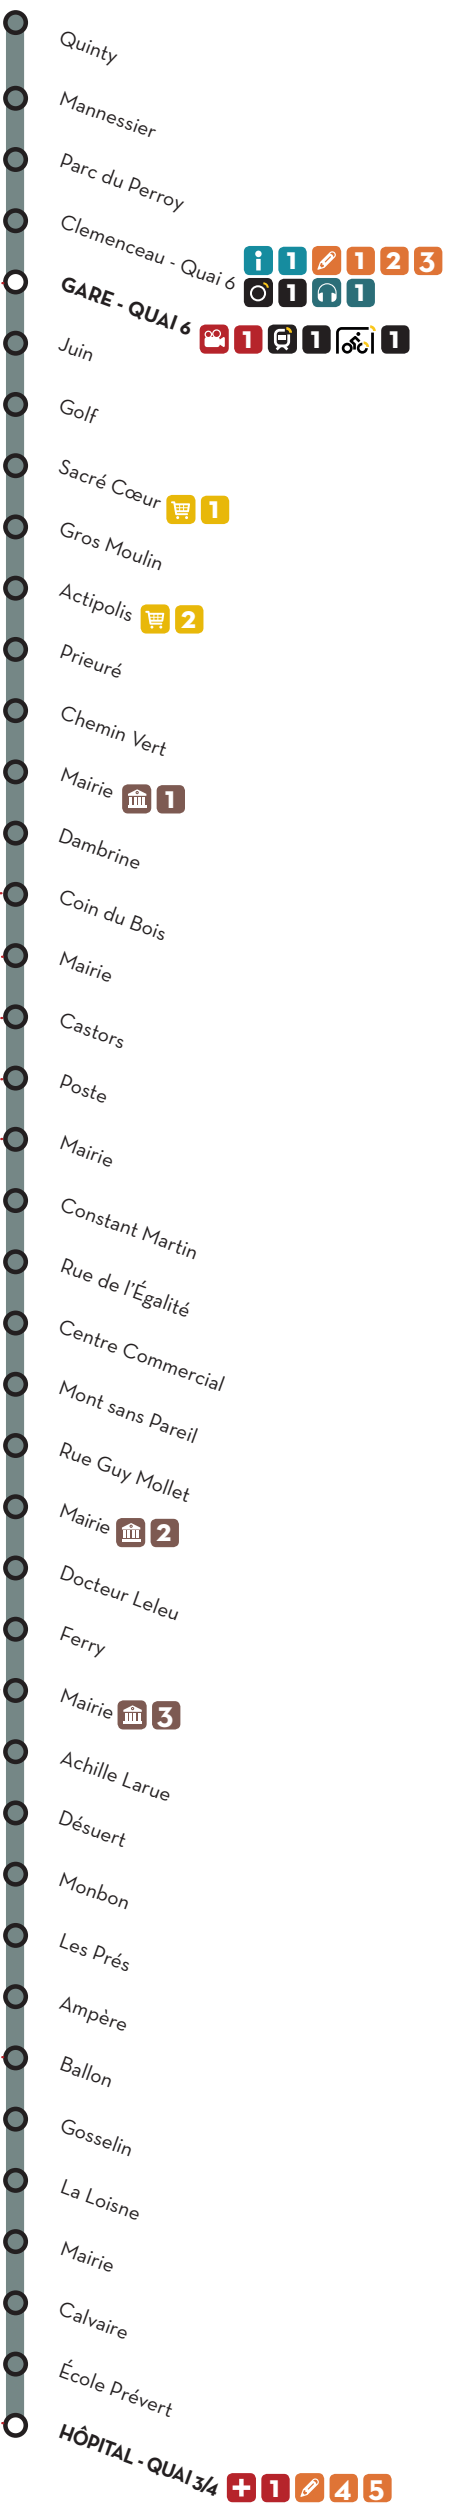 Quinty
Mannessier
Parc du Perroy
Clemenceau - Quai 6 i 1 1 2 3
1 1
GARE - QUAI 6 1 1 1
Juin
Golf
Sacré Cœur 1
Gros Moulin
Actipolis 2
Prieuré
Chemin Vert
Mairie 1
Dambrine
Coin du Bois
Mairie
Castors
Poste
Mairie
Constant Martin
Rue de l'Égalité
Centre Commercial
Mont sans Pareil
Rue Guy Mollet
Mairie 2
Docteur Leleu
Ferry
Mairie 3
Achille Larue
Désuert
Monbon
Les Prés
Ampère
Ballon
Gosselin
La Loisne
Mairie
Calvaire
École Prévert
HÔPITAL - QUAI 3/4 1 4 5